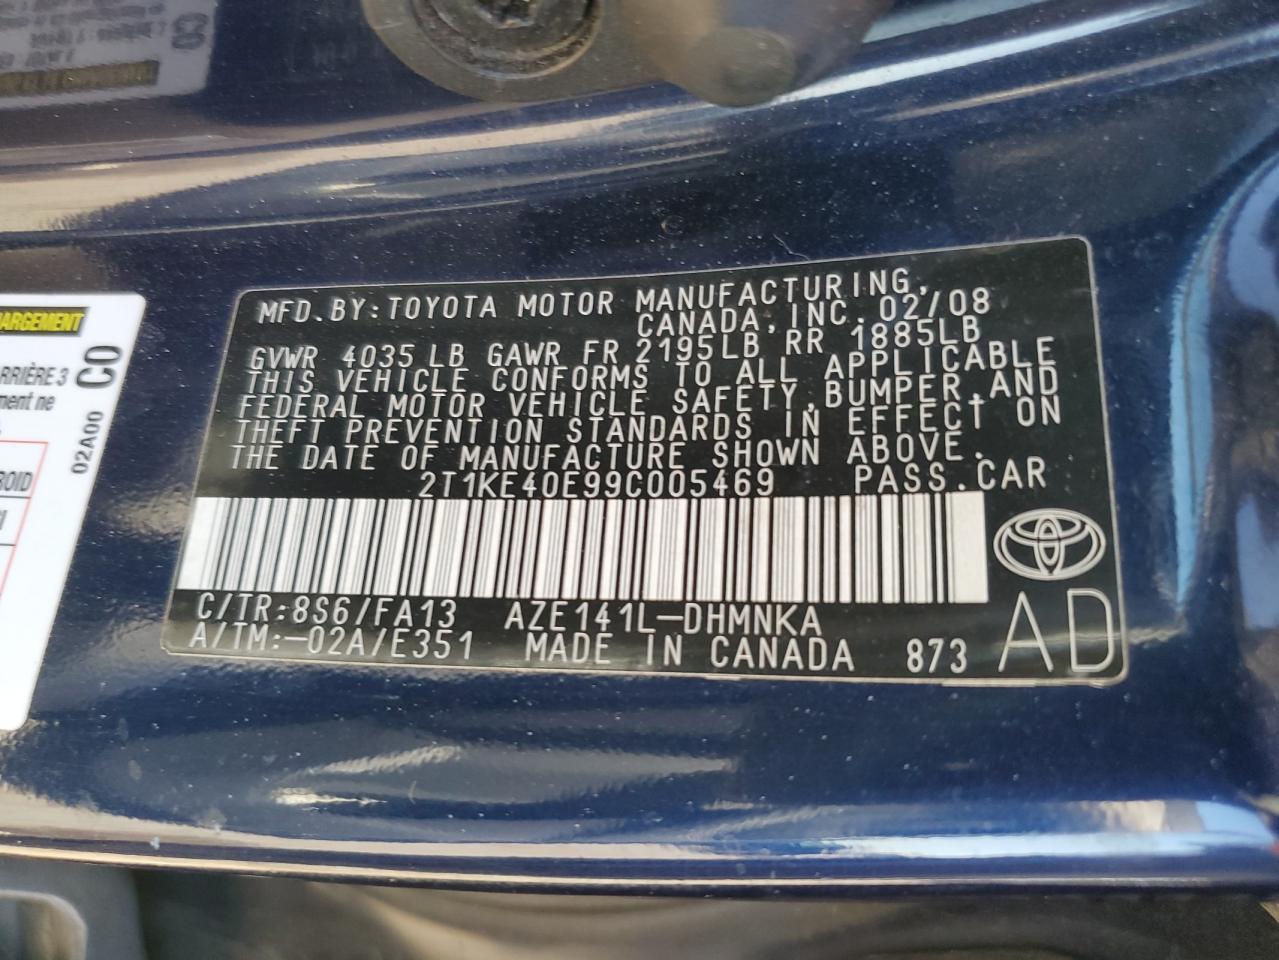 MFD.BY:TOYOTA MOTOR MANUFACTURING,
CANADA,INC.02/08
GVWR 4035LB GAWR FR 2195LB,RR 1885LB
THIS VEHICLE CONFORMS TO ALL APPLICABLE
FEDERAL MOTOR VEHICLE SAFETY,BUMPER,AND
THEFT PREVENTION STANDARDS IN EFFECT ON
THE DATE OF MANUFACTURE SHOWN ABOVE.
2T1KE40E99C005469 PASS.CAR
C/TR:8S6/FA13 AZE141L-DHMNKA
A/TM:-02A/E351 MADE IN CANADA 873 AD
ARGEMENT
RRIÈRE 3
ment ne
OID
CO
02A00